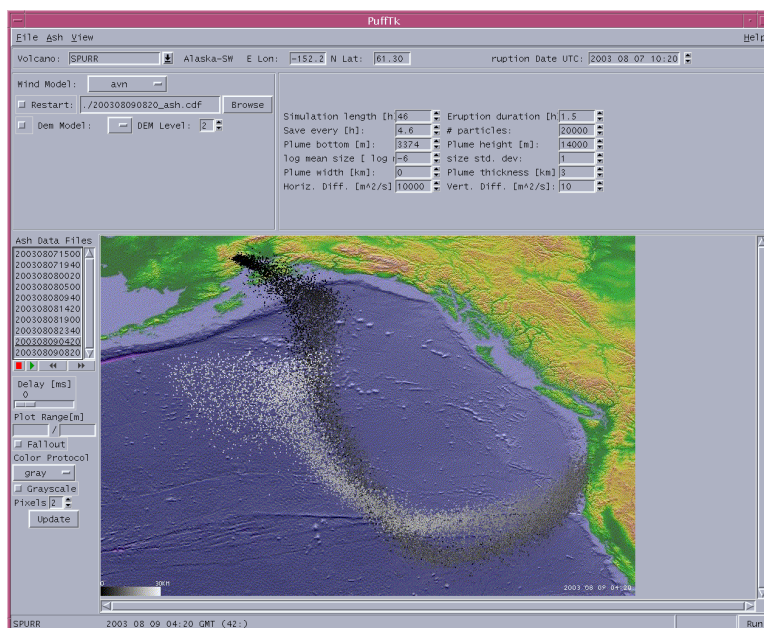 PuffTk
File Ash View Help
Volcano: SPURR Alaska-SW E Lon: -152.2 N Lat: 61.30 ruption Date UTC: 2003 08 07 10:20
Wind Model: avn
Restart: ./200308090820_ash.cdf Browse
Dem Model: DEM Level: 2
Simulation length [h 46 Eruption duration [h 1.5
Save every [h]: 4.6 # particles: 20000
Plume bottom [m]: 3374 Plume height [m]: 14000
log mean size [ log -6 size std. dev: 1
Plume width [km]: 0 Plume thickness [km] 3
Horiz. Diff. [m^2/s] 10000 Vert. Diff. [m^2/s]: 10
Ash Data Files
200308071500
200308071940
200308080020
200308080500
200308080940
200308081420
200308081900
200308082340
200308090420
200308090820
Delay [ms]
0
Plot Range[m]
/
Fallout
Color Protocol
gray
Grayscale
Pixels 2
Update
0 30KM
2003 08 09 04:20
SPURR 2003 08 09 04:20 GMT (42:) Run